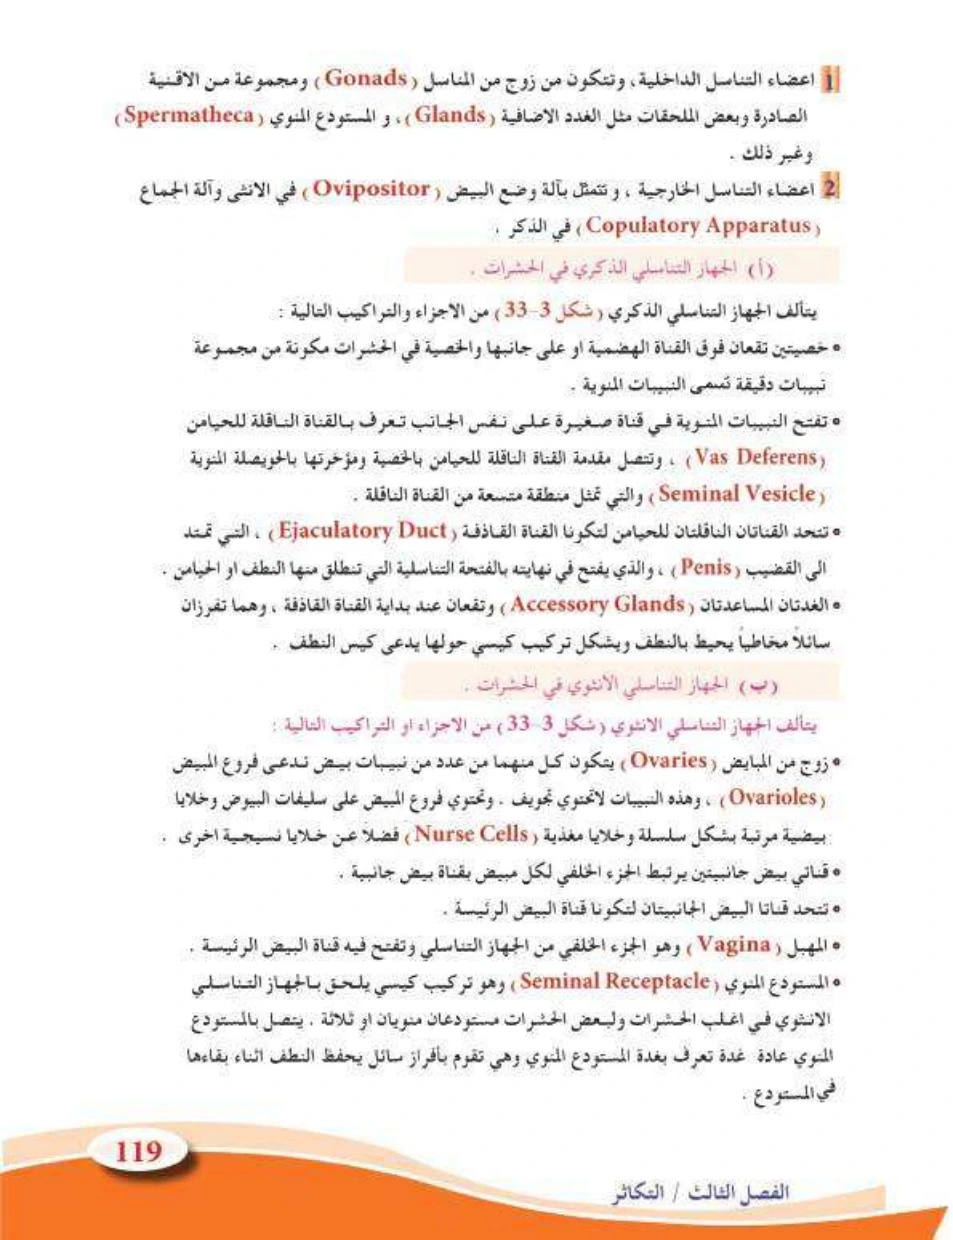 1 اعضاء التناسل الداخلية، وتتكون من زوج من المناسل (Gonads) ومجموعة من الاقنية
الصادرة وبعض الملحقات مثل الغدد الاضافية (Glands)، و المستودع المنوي (Spermatheca)
وغير ذلك .
2 اعضاء التناسل الخارجية ، وتتمثل بآلة وضع البيض (Ovipositor) في الانثى وآلة الجماع
(Copulatory Apparatus) في الذكر .
(أ) الجهاز التناسلي الذكري في الحشرات .
يتألف الجهاز التناسلي الذكري (شكل 3-33) من الاجزاء والتراكيب التالية :
• خصيتين تقعان فوق القناة الهضمية او على جانبها والخصية في الحشرات مكونة من مجموعة
نبيبات دقيقة تسمى النبيبات المنوية .
• تفتح النبيبات المنوية في قناة صغيرة على نفس الجانب تعرف بالقناة الناقلة للحيامن
(Vas Deferens) ، وتتصل مقدمة القناة الناقلة للحيامن بالخصية ومؤخرتها بالحويصلة المنوية
(Seminal Vesicle) والتي تمثل منطقة متسعة من القناة الناقلة .
• تتحد القناتان الناقلتان للحيامن لتكونا القناة القاذفة (Ejaculatory Duct) ، التي تمتد
الى القضيب (Penis) ، والذي يفتح في نهايته بالفتحة التناسلية التي تنطلق منها النطف او الحيامن .
• الغدتان المساعدتان (Accessory Glands) وتقعان عند بداية القناة القاذفة ، وهما تفرزان
سائلاً مخاطياً يحيط بالنطف ويشكل تركيب كيسي حولها يدعى كيس النطف .
(ب) الجهاز التناسلي الانثوي في الحشرات .
يتألف الجهاز التناسلي الانثوي (شكل 3-33) من الاجزاء او التراكيب التالية :
• زوج من المبايض (Ovaries) يتكون كل منهما من عدد من نبيبات بيض تدعى فروع المبيض
(Ovarioles) ، وهذه النبيبات لاتحتوي تجويف . وتحتوي فروع المبيض على سليفات البيوض وخلايا
بيضية مرتبة بشكل سلسلة وخلايا مغذية (Nurse Cells) فضلاً عن خلايا نسيجية اخرى .
• قناتي بيض جانبيتين يرتبط الجزء الخلفي لكل مبيض بقناة بيض جانبية .
• تتحد قناتا البيض الجانبيتان لتكونا قناة البيض الرئيسة .
• المهبل (Vagina) وهو الجزء الخلفي من الجهاز التناسلي وتفتح فيه قناة البيض الرئيسة .
• المستودع المنوي (Seminal Receptacle) وهو تركيب كيسي يلحق بالجهاز التناسلي
الانثوي في اغلب الحشرات ولبعض الحشرات مستودعان منويان او ثلاثة . يتصل بالمستودع
المنوي عادة غدة تعرف بغدة المستودع المنوي وهي تقوم بأفراز سائل يحفظ النطف اثناء بقاءها
في المستودع .
119
الفصل الثالث / التكاثر